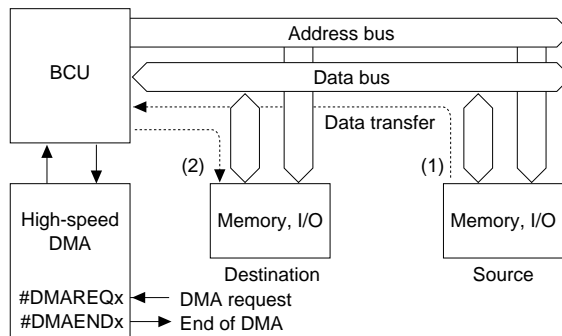 BCU
Address bus
Data bus
Data transfer
(2)
(1)
High-speed
DMA
Memory, I/O
Memory, I/O
Destination
Source
#DMAREQx
DMA request
#DMAENDx
End of DMA